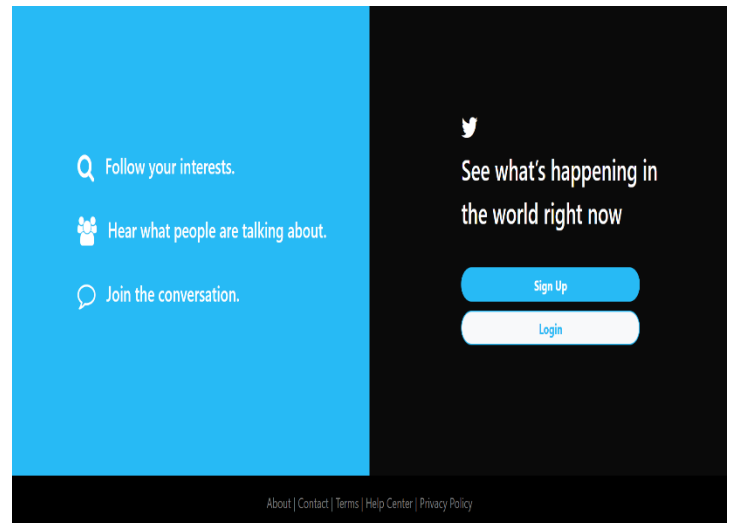 Follow your interests.
Hear what people are talking about.
Join the conversation.
See what's happening in
the world right now
Sign Up
Login
About | Contact | Terms | Help Center | Privacy Policy